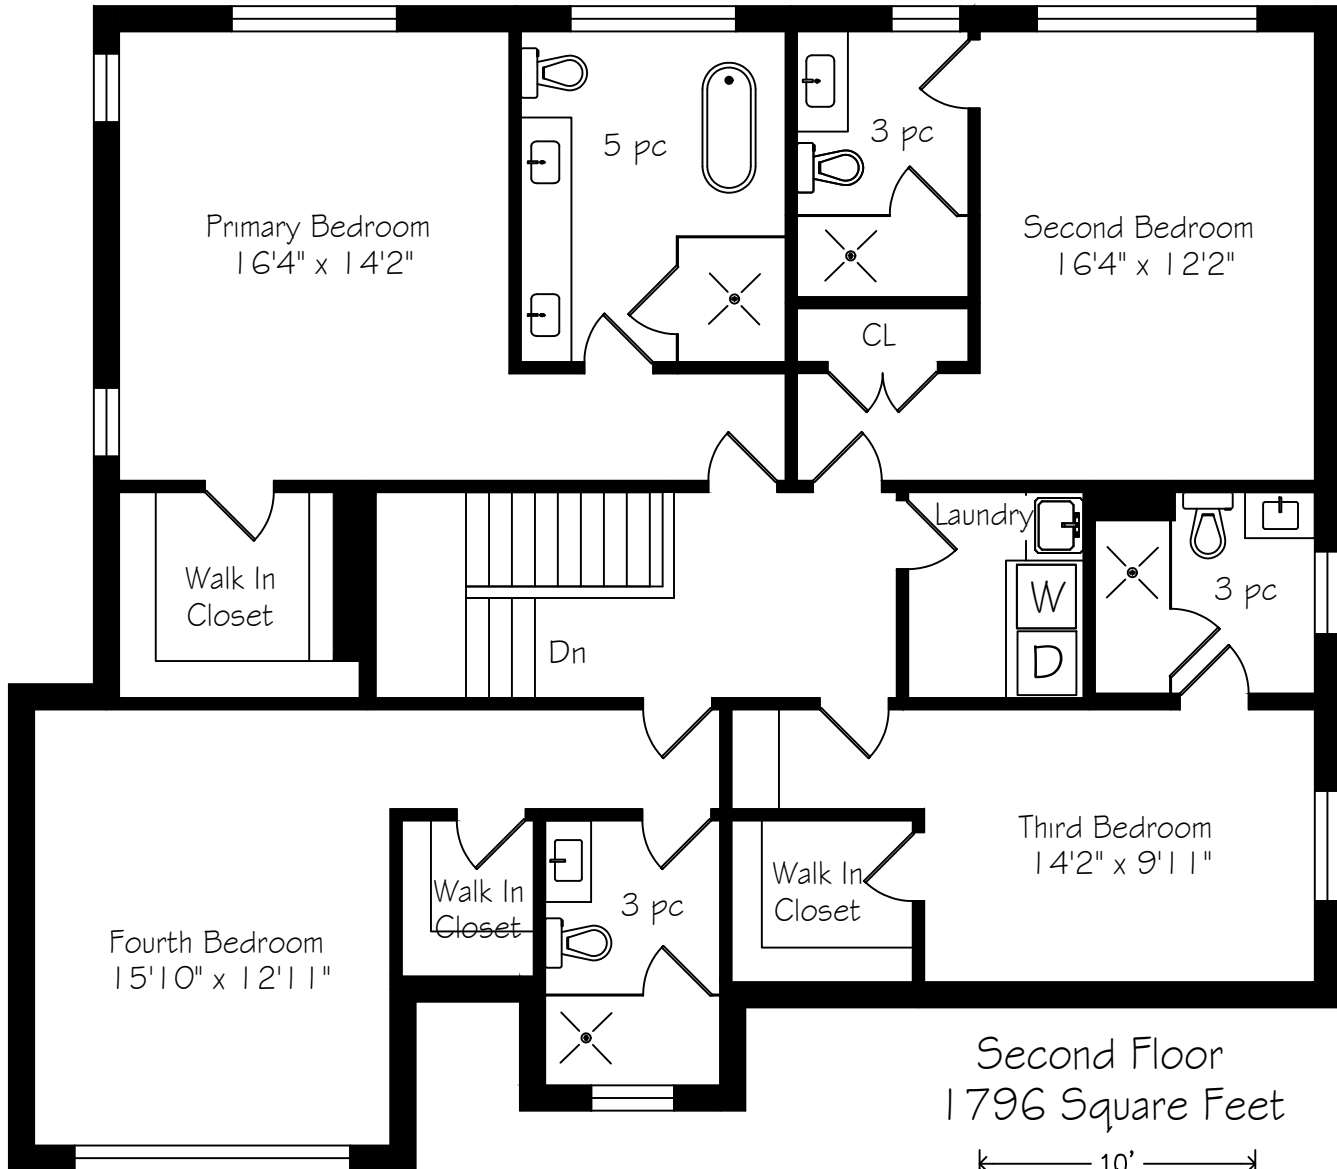 5 pc
3 pc
Primary Bedroom
16'4" x 14'2"
Second Bedroom
16'4" x 12'2"
CL
Laundry
Walk In
Closet
W
3 pc
Dn
D
Third Bedroom
14'2" x 9'11"
Walk In
Closet
Walk In
Closet
3 pc
Fourth Bedroom
15'10" x 12'11"
Second Floor
1796 Square Feet
10'